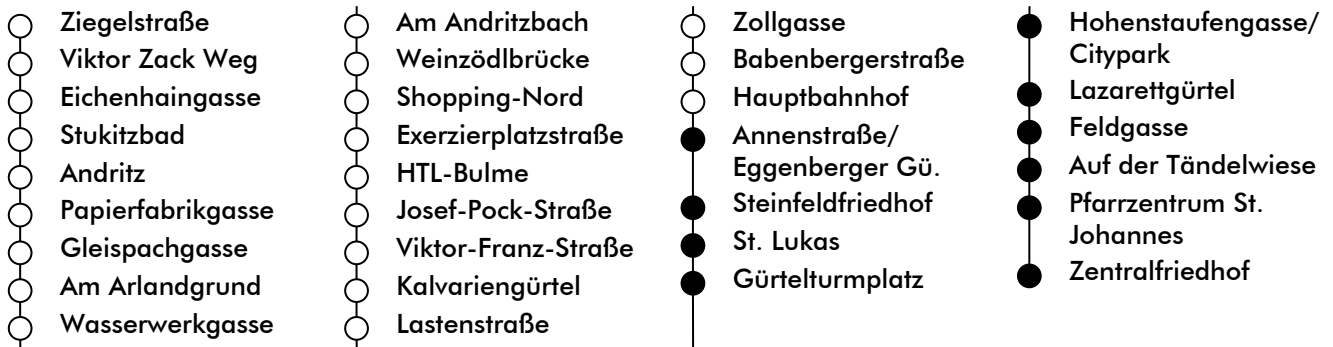 Ziegelstraße
Viktor Zack Weg
Eichenhaingasse
Stukitzbad
Andritz
Papierfabrikgasse
Gleispachgasse
Am Arlandgrund
Wasserwerkgasse
Am Andritzbach
Weinzödlbrücke
Shopping-Nord
Exerzierplatzstraße
HTL-Bulme
Josef-Pock-Straße
Viktor-Franz-Straße
Kalvariengürtel
Lastenstraße
Zollgasse
Babenbergerstraße
Hauptbahnhof
Annenstraße/
Eggenberger Gü.
Steinfeldfriedhof
St. Lukas
Gürtelturmplatz
Hohenstaufengasse/
Citypark
Lazarettgürtel
Feldgasse
Auf der Tändelwiese
Pfarrzentrum St.
Johannes
Zentralfriedhof